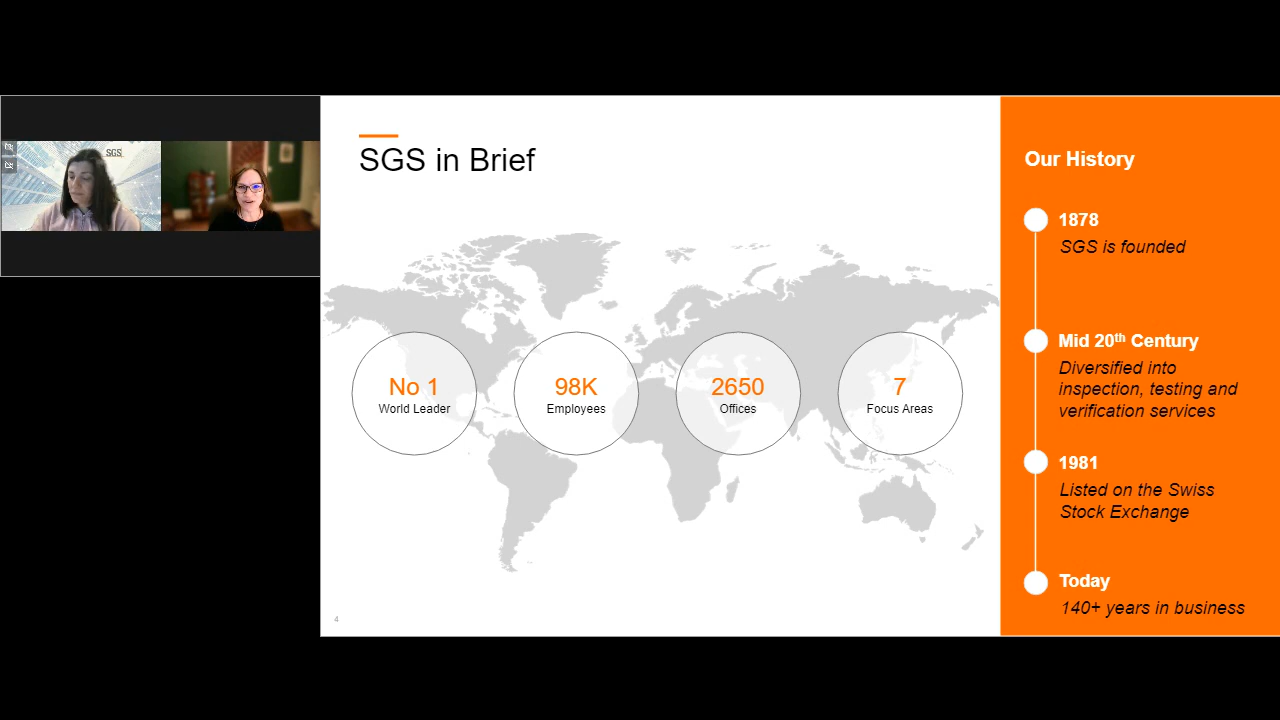 SGS
SGS in Brief
No 1
World Leader
98K
Employees
2650
Offices
7
Focus Areas
4
Our History
1878
SGS is founded
Mid 20th Century
Diversified into
inspection, testing and
verification services
1981
Listed on the Swiss
Stock Exchange
Today
140+ years in business